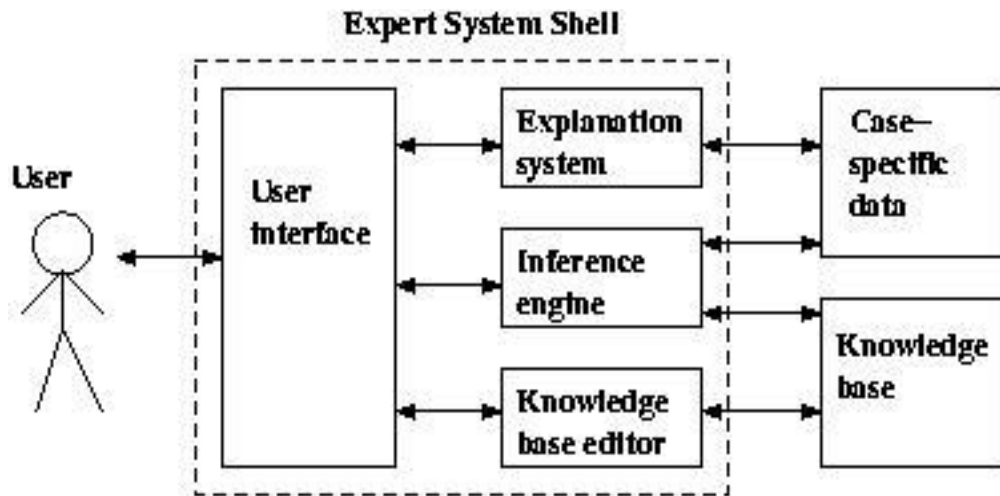 Expert System Shell
User
User
interface
Explanation
system
Inference
engine
Knowledge
base editor
Case-
specific
data
Knowledge
base